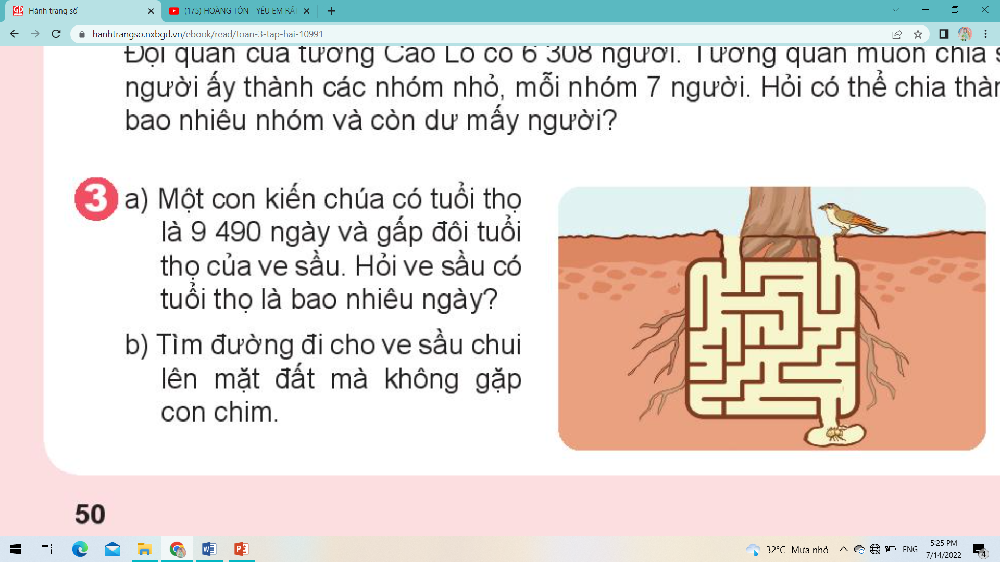 Hành trang số
(175) HOÀNG TÔN - YÊU EM RẤT
hanhtrangso.nxbgd.vn/ebook/read/toan-3-tap-hai-10991
Đội quân của tướng Cao Lỗ có 6 308 người. Tướng quân muốn chia
người ấy thành các nhóm nhỏ, mỗi nhóm 7 người. Hỏi có thể chia
bao nhiêu nhóm và còn dư mấy người?
3 a) Một con kiến chúa có tuổi thọ
là 9 490 ngày và gấp đôi tuổi
thọ của ve sầu. Hỏi ve sầu có
tuổi thọ là bao nhiêu ngày?
b) Tìm đường đi cho ve sầu chui
lên mặt đất mà không gặp
con chim.
50
32°C Mưa nhỏ
ENG
5:25 PM
7/14/2022
4